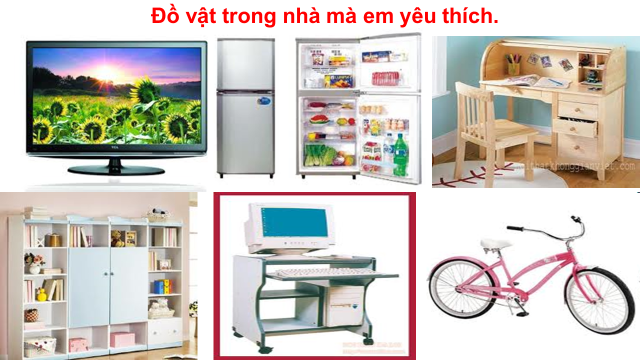 Đồ vật trong nhà mà em yêu thích.